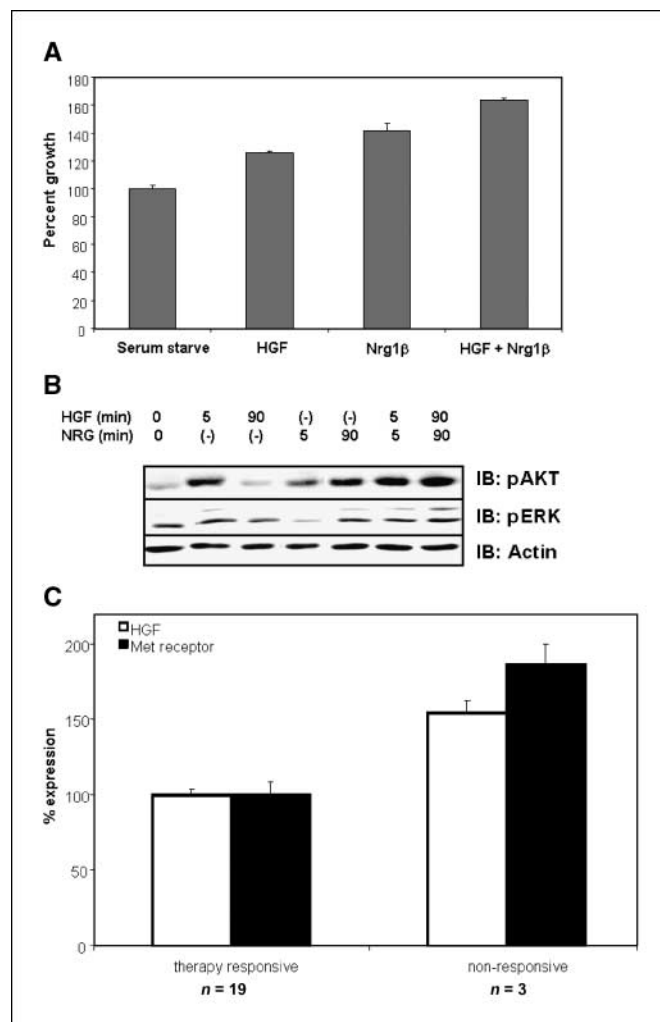 A
Percent growth
180
160
140
120
100
80
60
40
20
0
Serum starve HGF Nrg1β HGF + Nrg1β
B
HGF (min) 0 5 90 (-) (-) 5 90
NRG (min) 0 (-) (-) 5 90 5 90
IB: pAKT
IB: pERK
IB: Actin
C
HGF
Met receptor
% expression
200
150
100
50
0
therapy responsive non-responsive
n = 19 n = 3